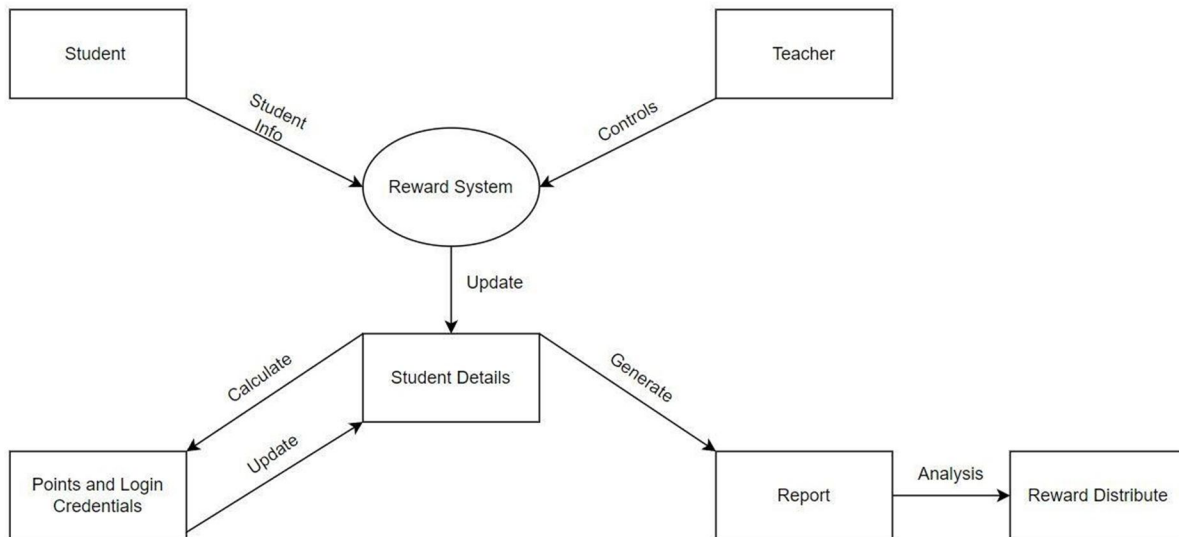 Student
Teacher
Student
Info
Controls
Reward System
Update
Calculate
Student Details
Generate
Update
Points and Login
Credentials
Report
Analysis
Reward Distribute